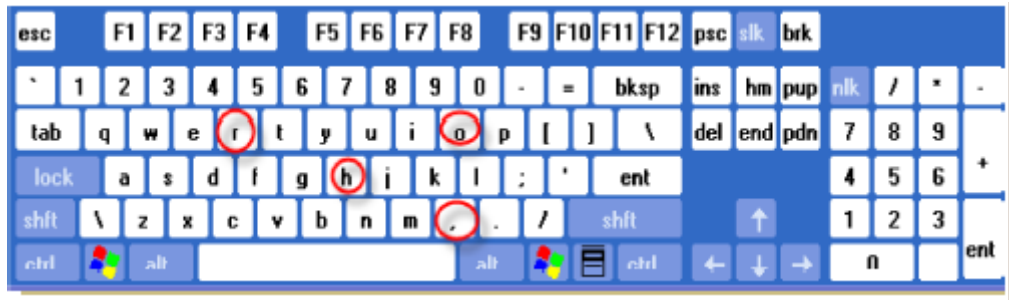 esc F1 F2 F3 F4 F5 F6 F7 F8 F9 F10 F11 F12 psc slk brk
` 1 2 3 4 5 6 7 8 9 0 - = bksp ins hm pup nlk / * -
tab q w e r t y u i o p [ ] \ del end pdn 7 8 9
lock a s d f g h j k l ; ' ent 4 5 6 +
shft \ z x c v b n m , . / shft ↑ 1 2 3
ctrl alt alt ctrl ← ↓ → 0 ent